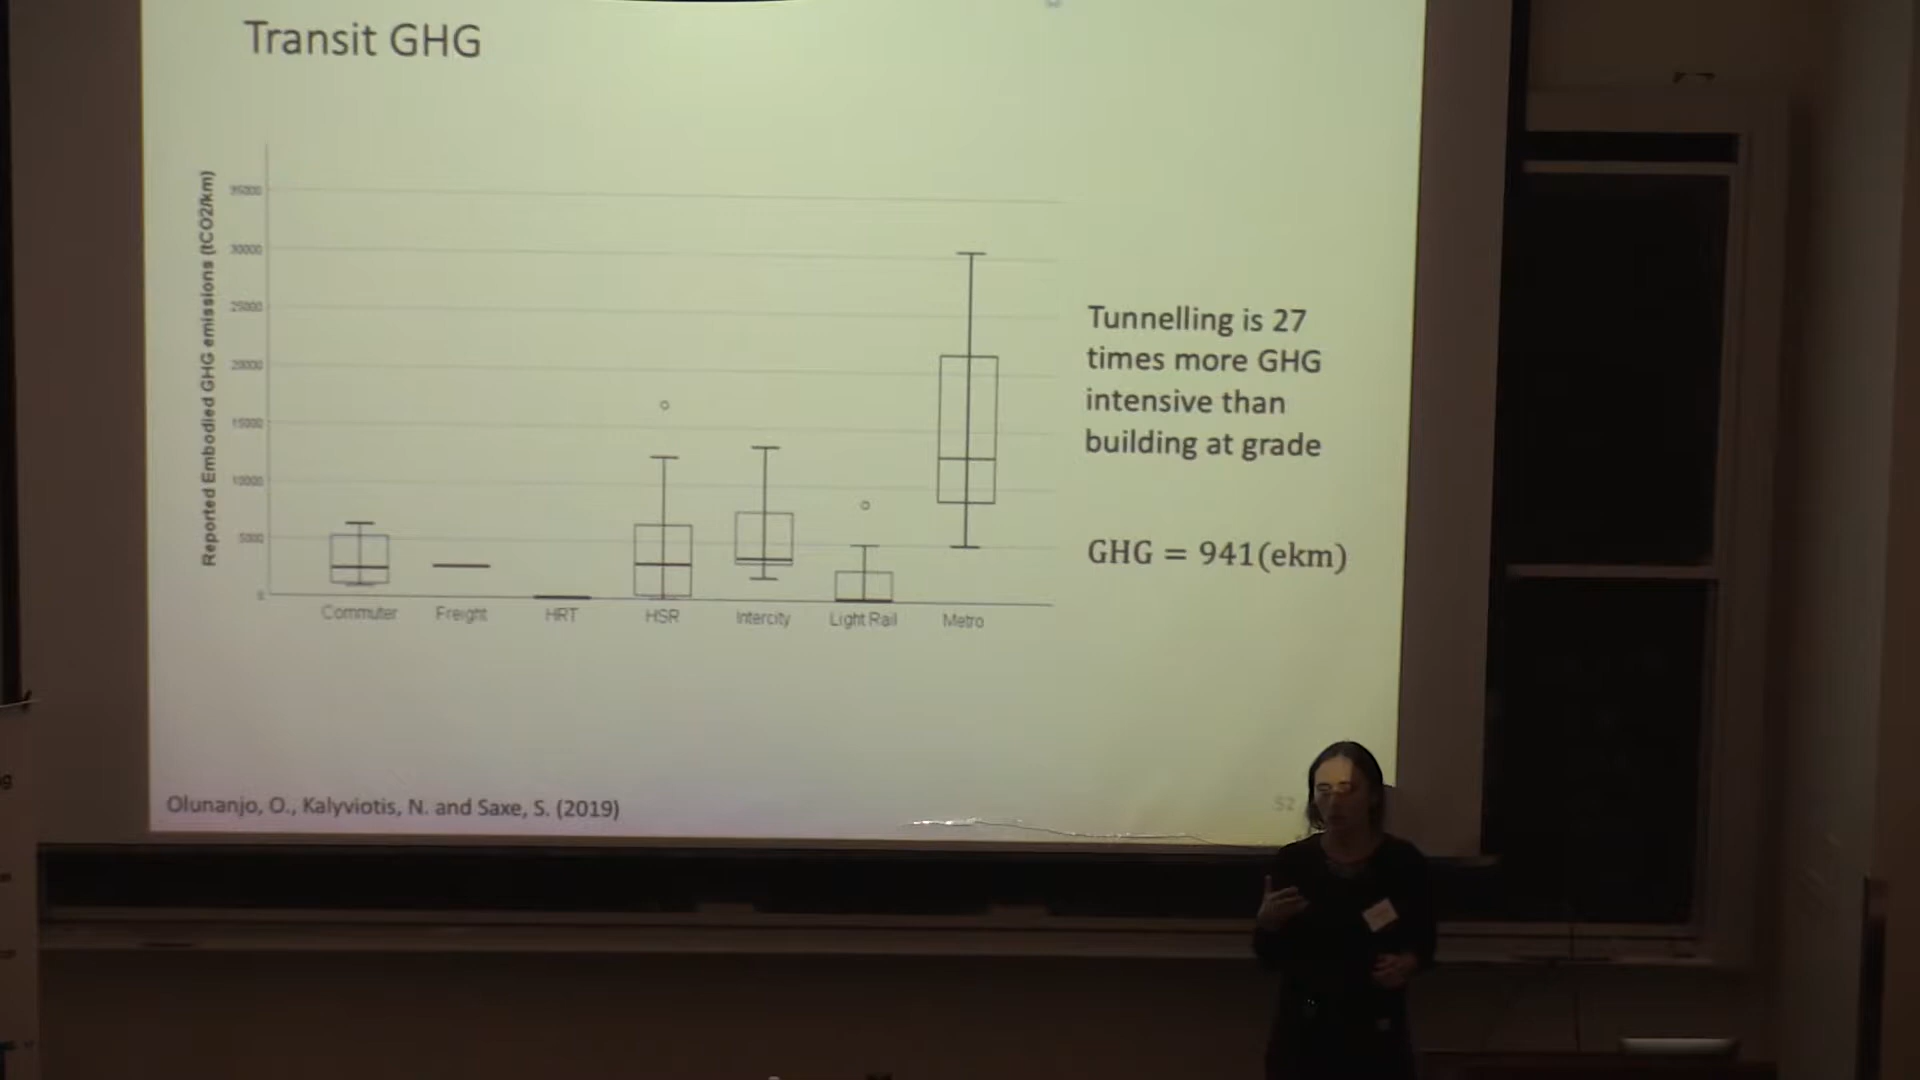 Transit GHG
Reported Embodied GHG emissions (tCO2/km)
35000
30000
25000
20000
15000
10000
5000
0
Commuter
Freight
HRT
HSR
Intercity
Light Rail
Metro
Tunnelling is 27
times more GHG
intensive than
building at grade
GHG = 941(ekm)
Olunanjo, O., Kalyviotis, N. and Saxe, S. (2019)
52